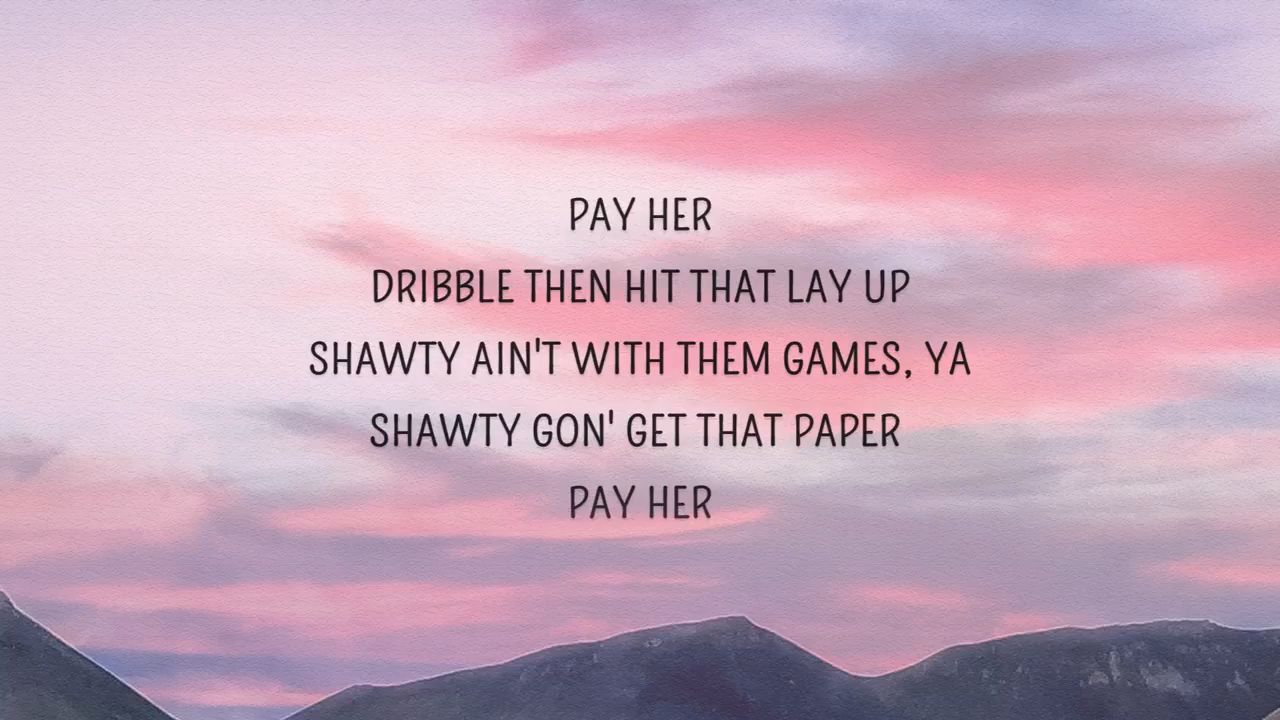 PAY HER
DRIBBLE THEN HIT THAT LAY UP
SHAWTY AIN'T WITH THEM GAMES, YA
SHAWTY GON' GET THAT PAPER
PAY HER